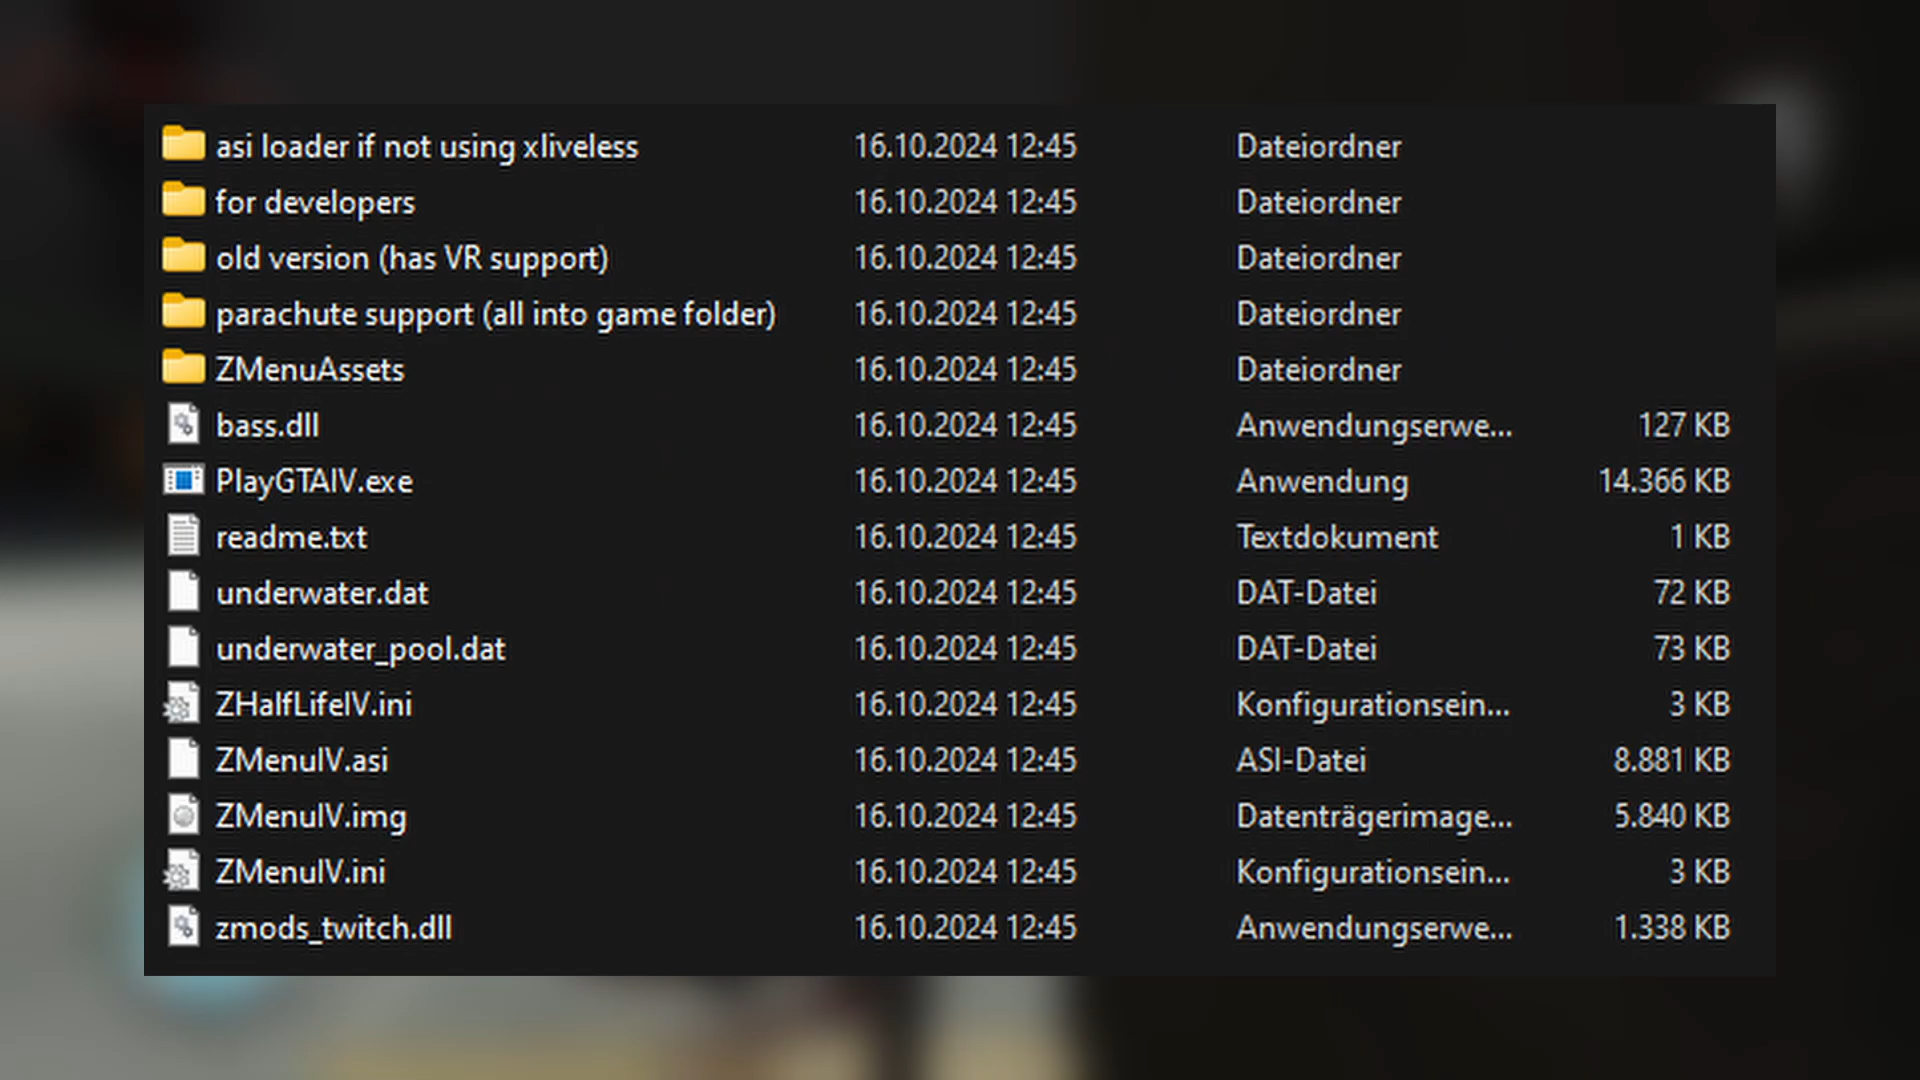 asi loader if not using xliveless 16.10.2024 12:45 Dateiordner
for developers 16.10.2024 12:45 Dateiordner
old version (has VR support) 16.10.2024 12:45 Dateiordner
parachute support (all into game folder) 16.10.2024 12:45 Dateiordner
ZMenuAssets 16.10.2024 12:45 Dateiordner
bass.dll 16.10.2024 12:45 Anwendungserwe... 127 KB
PlayGTAIV.exe 16.10.2024 12:45 Anwendung 14.366 KB
readme.txt 16.10.2024 12:45 Textdokument 1 KB
underwater.dat 16.10.2024 12:45 DAT-Datei 72 KB
underwater_pool.dat 16.10.2024 12:45 DAT-Datei 73 KB
ZHalfLifeIV.ini 16.10.2024 12:45 Konfigurationsein... 3 KB
ZMenuIV.asi 16.10.2024 12:45 ASI-Datei 8.881 KB
ZMenuIV.img 16.10.2024 12:45 Datenträgerimage... 5.840 KB
ZMenuIV.ini 16.10.2024 12:45 Konfigurationsein... 3 KB
zmods_twitch.dll 16.10.2024 12:45 Anwendungserwe... 1.338 KB